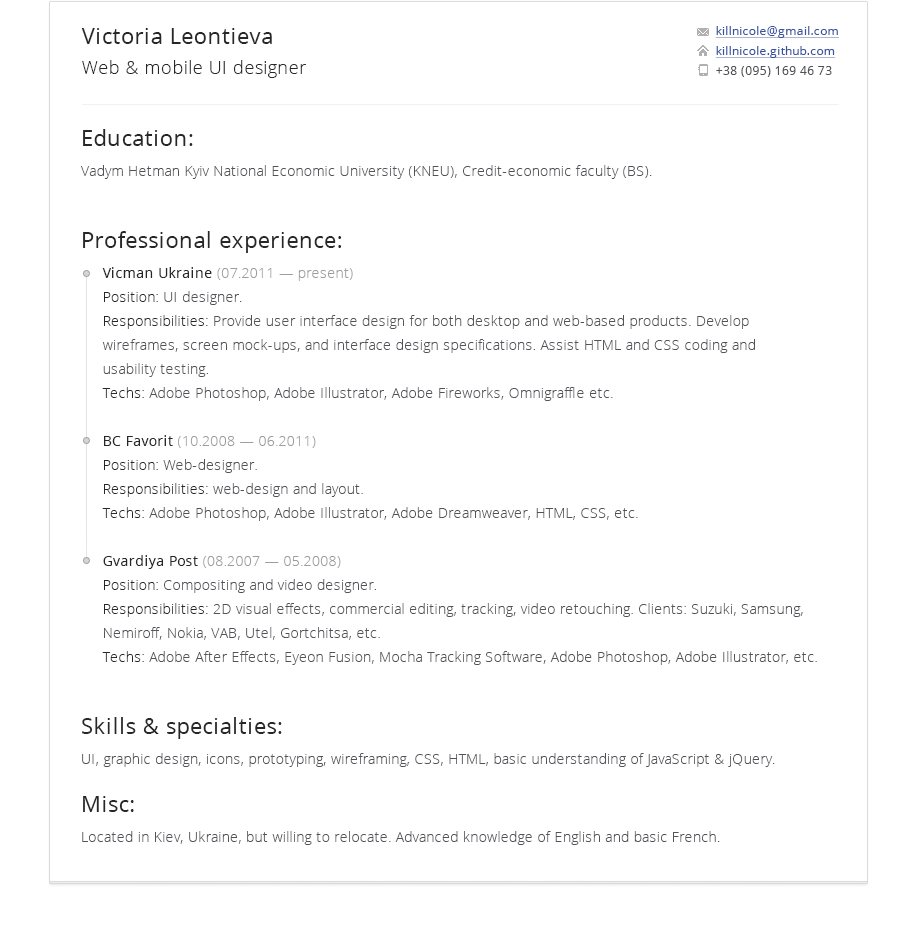 Victoria Leontieva
Web & mobile UI designer
killnicole@gmail.com
killnicole.github.com
+38 (095) 169 46 73
Education:
Vadym Hetman Kyiv National Economic University (KNEU), Credit-economic faculty (BS).
Professional experience:
Vicman Ukraine (07.2011 — present)
Position: UI designer.
Responsibilities: Provide user interface design for both desktop and web-based products. Develop
wireframes, screen mock-ups, and interface design specifications. Assist HTML and CSS coding and
usability testing.
Techs: Adobe Photoshop, Adobe Illustrator, Adobe Fireworks, Omnigraffle etc.
BC Favorit (10.2008 — 06.2011)
Position: Web-designer.
Responsibilities: web-design and layout.
Techs: Adobe Photoshop, Adobe Illustrator, Adobe Dreamweaver, HTML, CSS, etc.
Gvardiya Post (08.2007 — 05.2008)
Position: Compositing and video designer.
Responsibilities: 2D visual effects, commercial editing, tracking, video retouching. Clients: Suzuki, Samsung,
Nemiroff, Nokia, VAB, Utel, Gortchitsa, etc.
Techs: Adobe After Effects, Eyeon Fusion, Mocha Tracking Software, Adobe Photoshop, Adobe Illustrator, etc.
Skills & specialties:
UI, graphic design, icons, prototyping, wireframing, CSS, HTML, basic understanding of JavaScript & jQuery.
Misc:
Located in Kiev, Ukraine, but willing to relocate. Advanced knowledge of English and basic French.